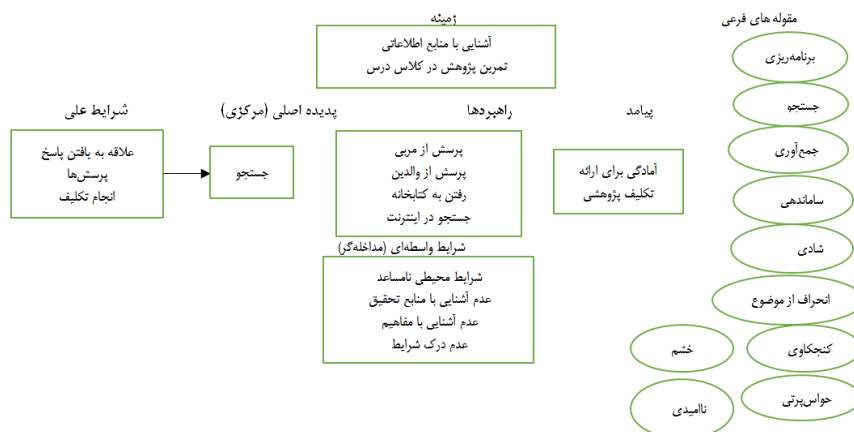 زمینه
آشنایی با منابع اطلاعاتی
تمرین پژوهش در کلاس درس
مقوله های فرعی
برنامه‌ریزی
جستجو
جمع‌آوری
ساماندهی
شادی
انحراف از موضوع
کنجکاوی
خشم
حواس‌پرتی
ناامیدی
پیامد
آمادگی برای ارائه
تکلیف پژوهشی
راهبردها
پرسش از مربی
پرسش از والدین
رفتن به کتابخانه
جستجو در اینترنت
شرایط واسطه‌ای (مداخله‌گر)
شرایط محیطی نامساعد
عدم آشنایی با منابع تحقیق
عدم آشنایی با مفاهیم
عدم درک شرایط
پدیده اصلی (مرکزی)
جستجو
شرایط علی
علاقه به یافتن پاسخ
پرسش‌ها
انجام تکلیف